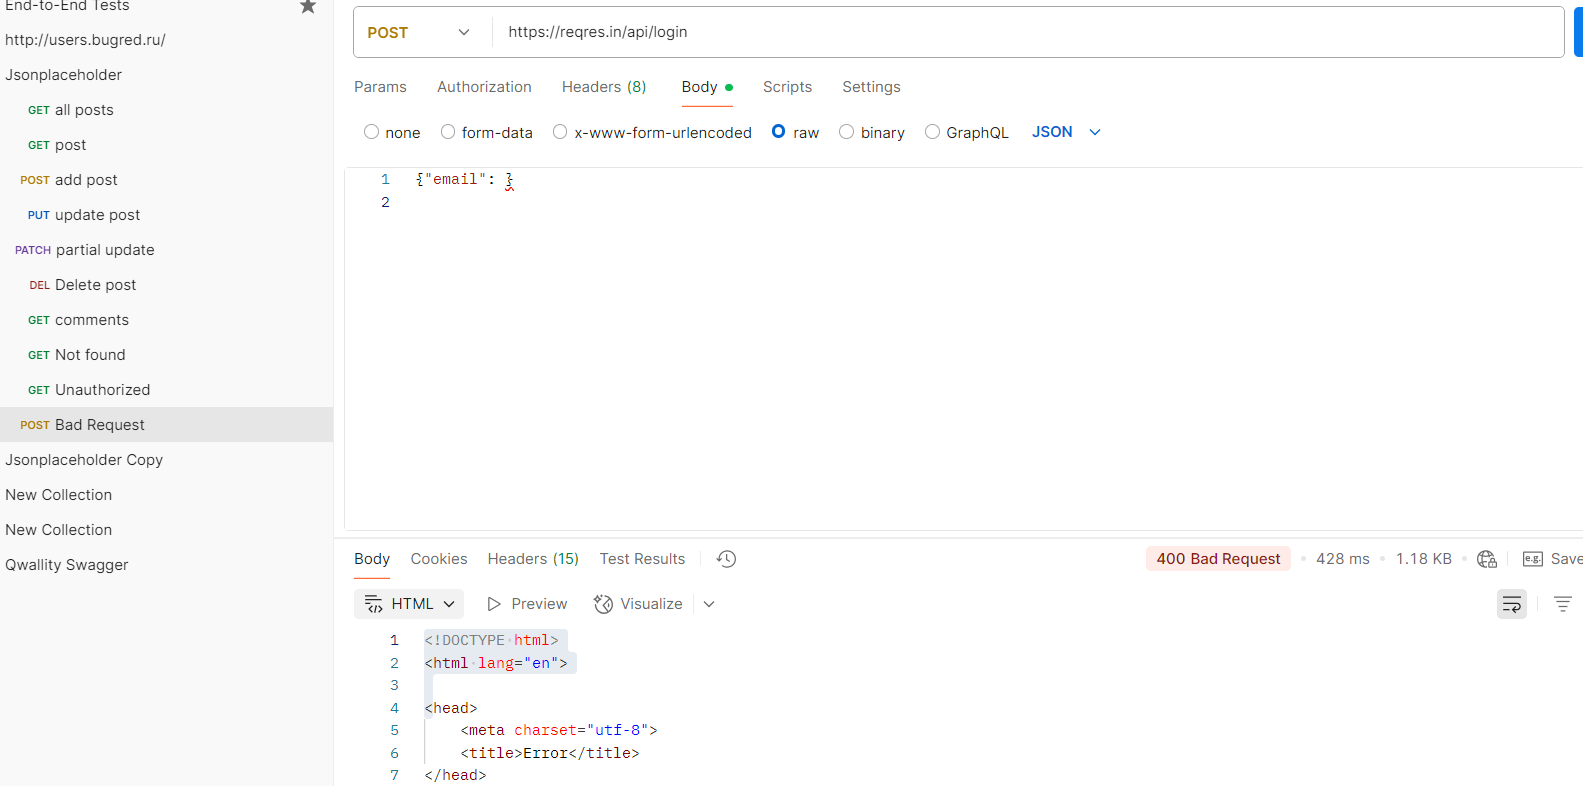 End-to-End Tests
http://users.bugred.ru/
Jsonplaceholder
GET all posts
GET post
POST add post
PUT update post
PATCH partial update
DEL Delete post
GET comments
GET Not found
GET Unauthorized
POST Bad Request
Jsonplaceholder Copy
New Collection
New Collection
Qwallity Swagger
POST https://reqres.in/api/login
Params Authorization Headers (8) Body Scripts Settings
none form-data x-www-form-urlencoded raw binary GraphQL JSON
1 {"email": }
2
Body Cookies Headers (15) Test Results 400 Bad Request 428 ms 1.18 KB e.g. Save
HTML Preview Visualize
1 <!DOCTYPE html>
2 <html lang="en">
3
4 <head>
5 <meta charset="utf-8">
6 <title>Error</title>
7 </head>